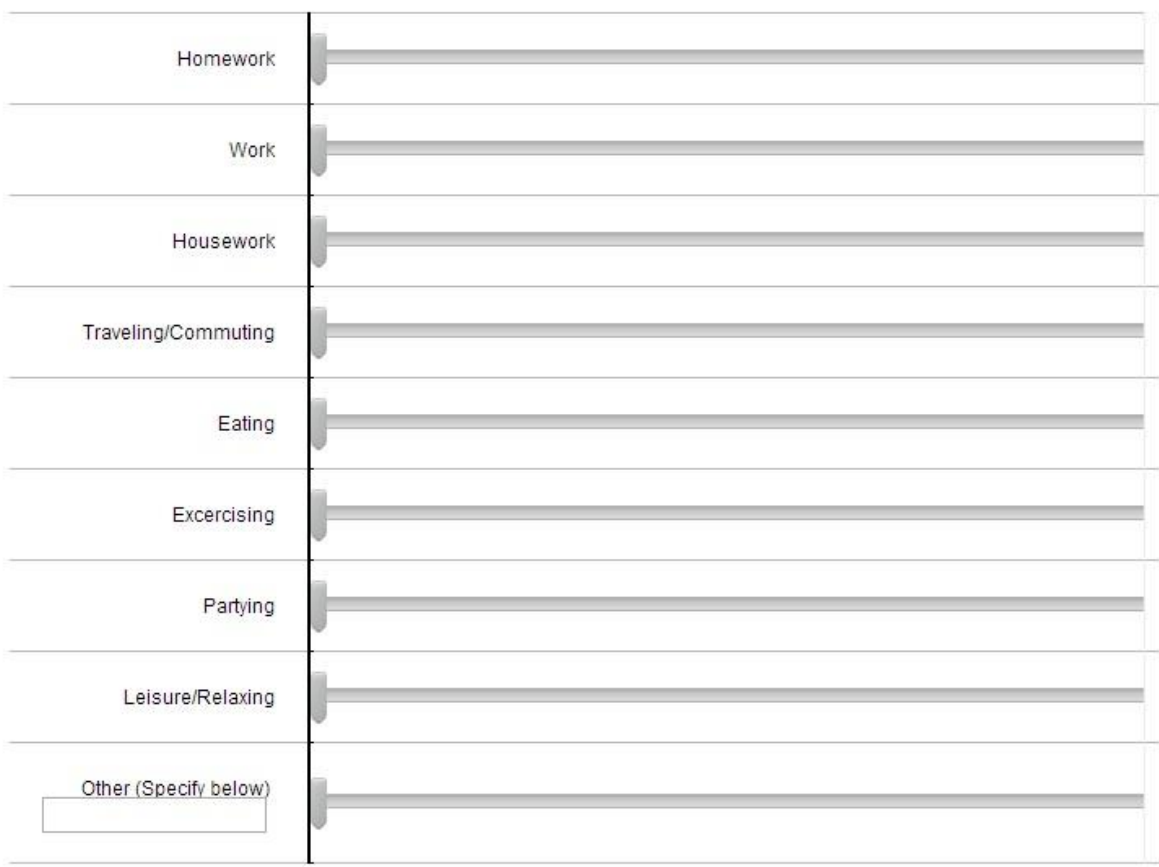 Homework
Work
Housework
Traveling/Commuting
Eating
Excercising
Partying
Leisure/Relaxing
Other (Specify below)